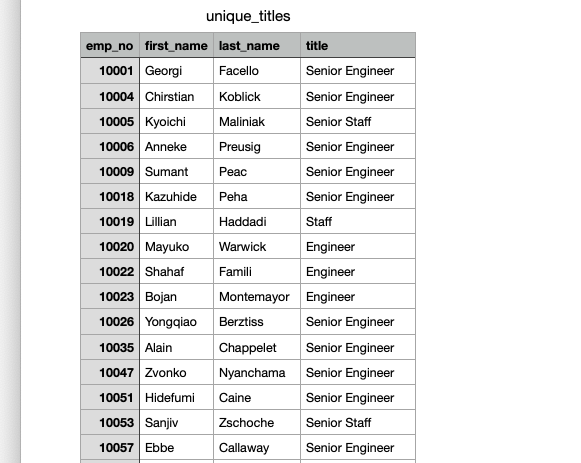 unique_titles
emp_no first_name last_name title
10001 Georgi Facello Senior Engineer
10004 Chirstian Koblick Senior Engineer
10005 Kyoichi Maliniak Senior Staff
10006 Anneke Preusig Senior Engineer
10009 Sumant Peac Senior Engineer
10018 Kazuhide Peha Senior Engineer
10019 Lillian Haddadi Staff
10020 Mayuko Warwick Engineer
10022 Shahaf Famili Engineer
10023 Bojan Montemayor Engineer
10026 Yongqiao Berztiss Senior Engineer
10035 Alain Chappelet Senior Engineer
10047 Zvonko Nyanchama Senior Engineer
10051 Hidefumi Caine Senior Engineer
10053 Sanjiv Zschoche Senior Staff
10057 Ebbe Callaway Senior Engineer